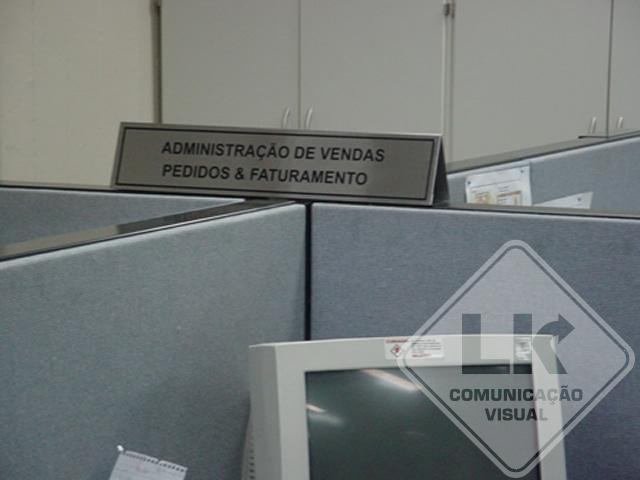 ADMINISTRAÇÃO DE VENDAS
PEDIDOS & FATURAMENTO
LK
COMUNICAÇÃO
VISUAL